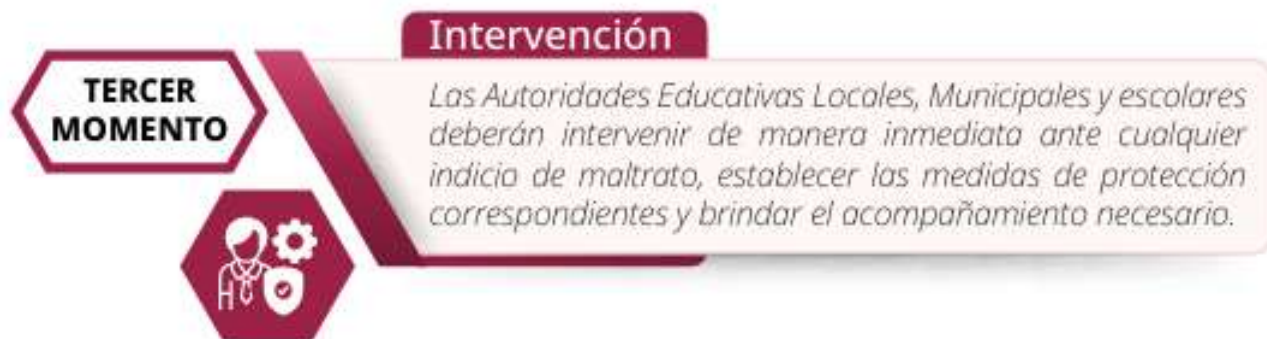 TERCER
MOMENTO
Intervención
Las Autoridades Educativas Locales, Municipales y escolares
deberán intervenir de manera inmediata ante cualquier
indicio de maltrato, establecer las medidas de protección
correspondientes y brindar el acompañamiento necesario.